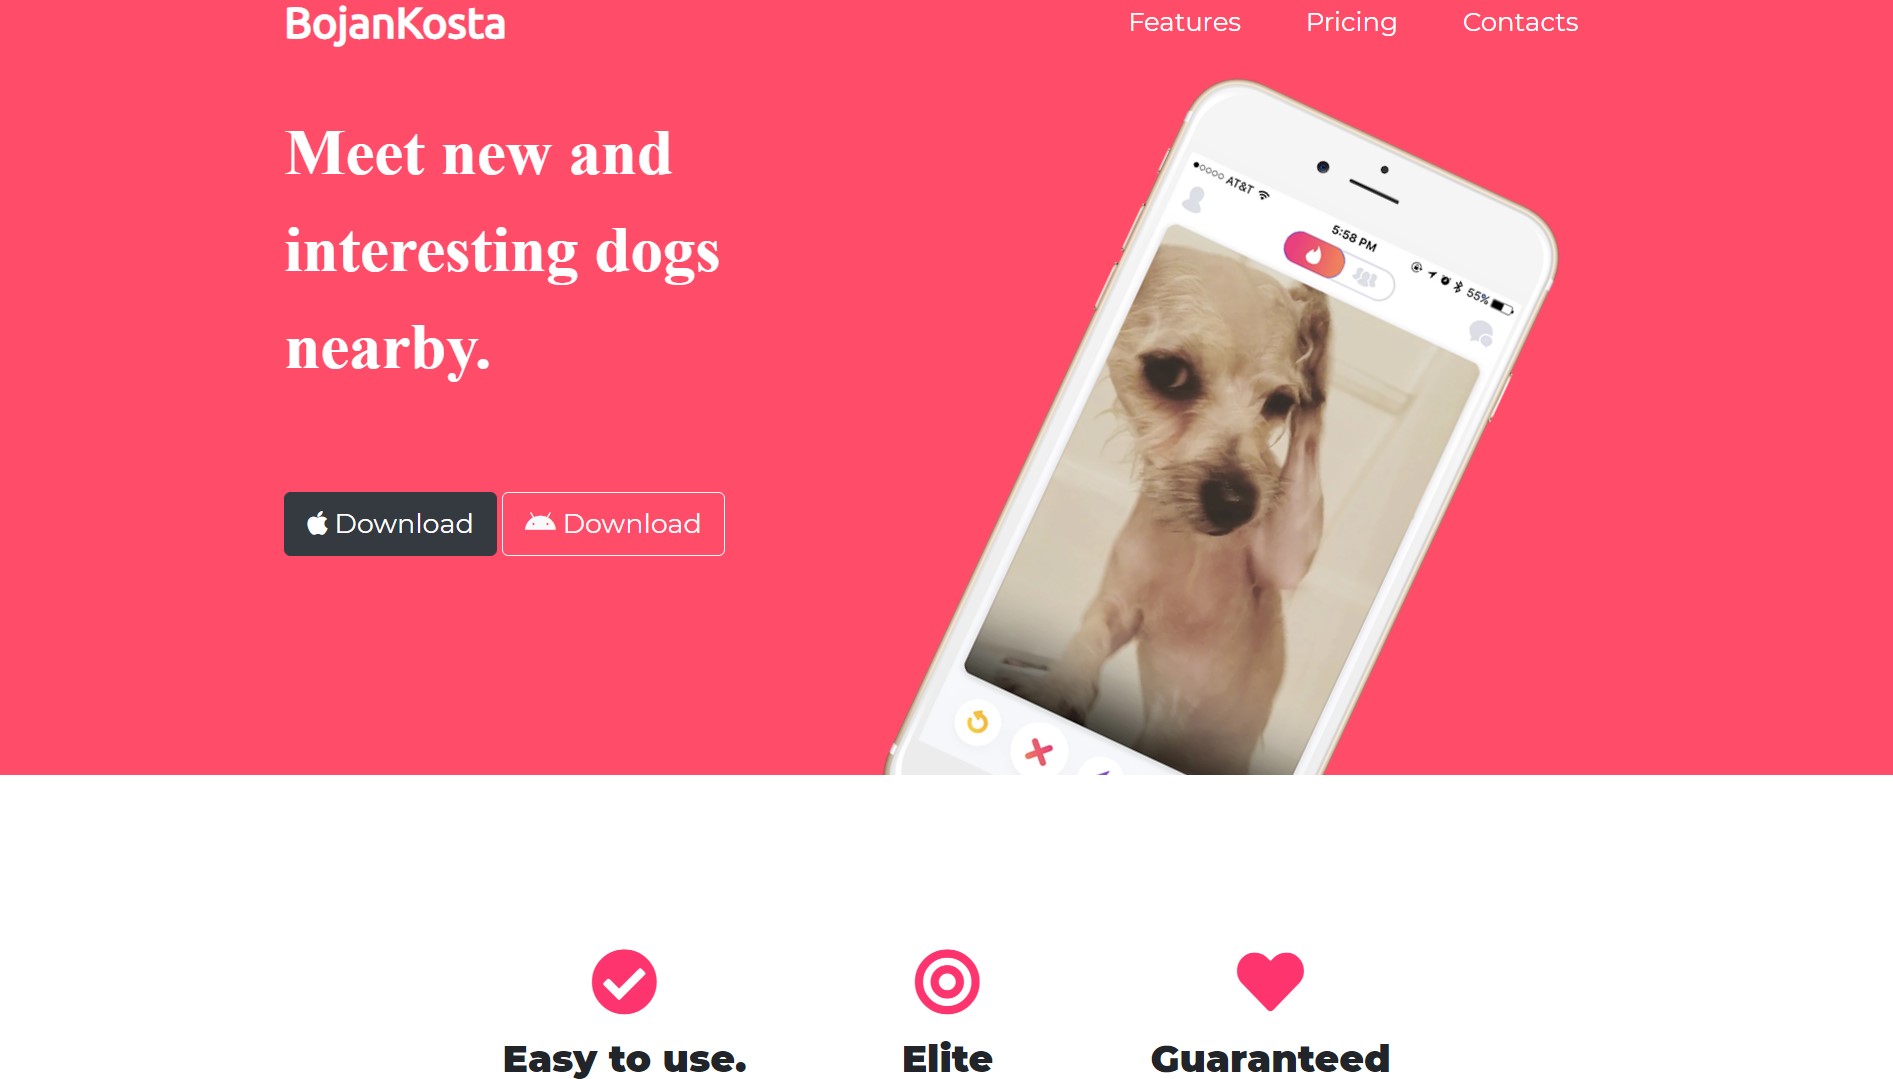 BojanKosta
Features
Pricing
Contacts
Meet new and
interesting dogs
nearby.
Download
Download
AT&T
5:58 PM
55%
Easy to use.
Elite
Guaranteed